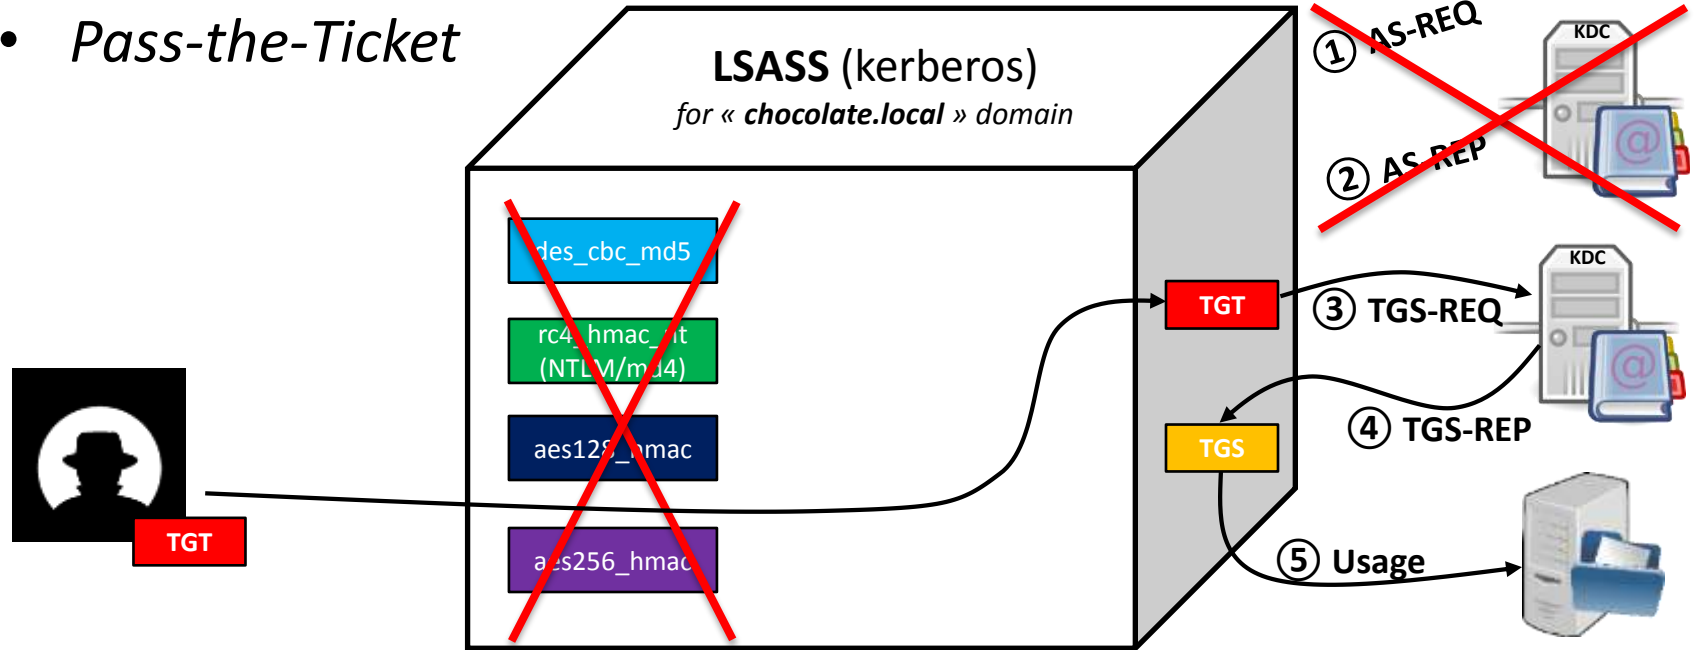 • Pass-the-Ticket
LSASS (kerberos)
for « chocolate.local » domain
① AS-REQ
KDC
② AS-REP
des_cbc_md5
rc4_hmac_nt
(NTLM/md4)
aes128_hmac
aes256_hmac
TGT
TGT
③ TGS-REQ
KDC
@
@
TGS
④ TGS-REP
⑤ Usage